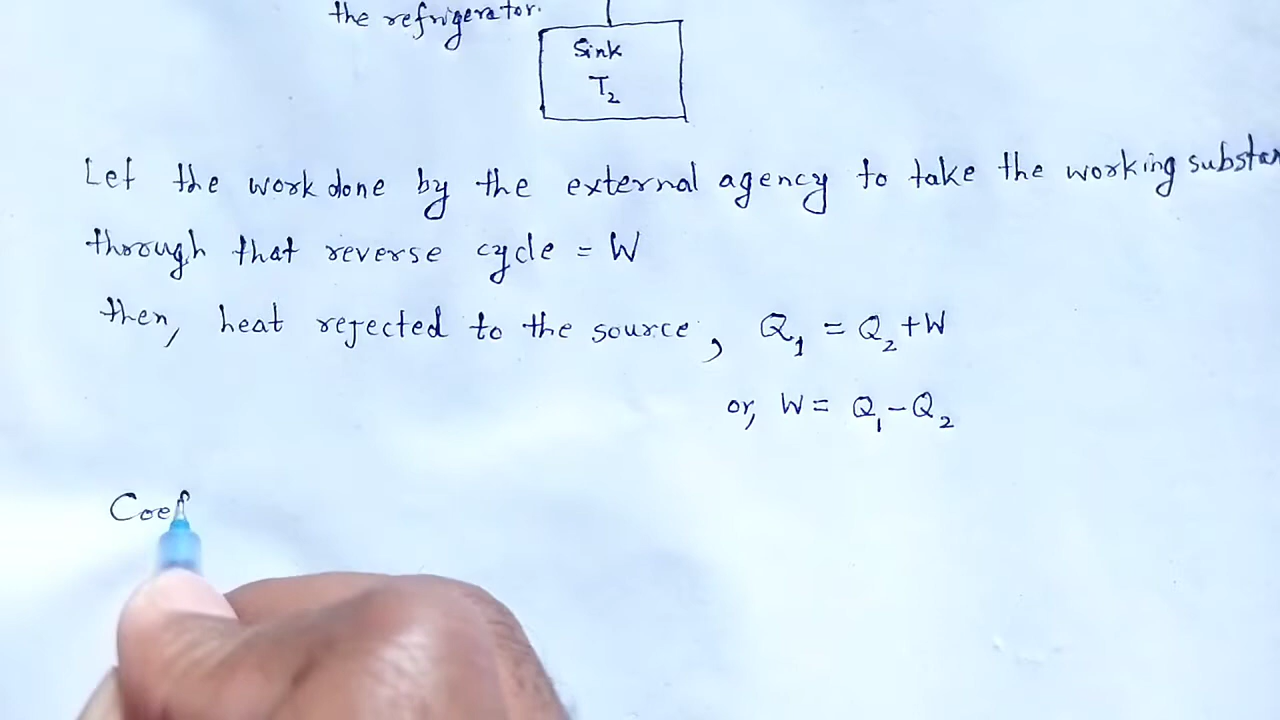 the refrigerator.
Sink
T₂
Let the work done by the external agency to take the working substan
through that reverse cycle = W
then, heat rejected to the source, Q₁ = Q₂ + W
or, W = Q₁ - Q₂
Coef